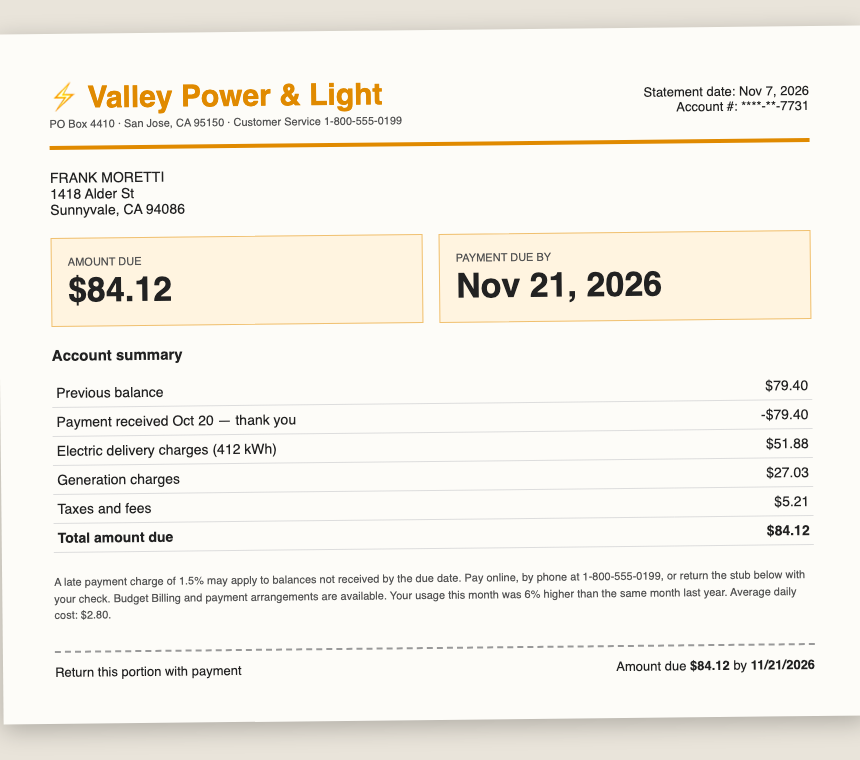 ⚡ Valley Power & Light
PO Box 4410 · San Jose, CA 95150 · Customer Service 1-800-555-0199
Statement date: Nov 7, 2026
Account #: ****-**-7731
FRANK MORETTI
1418 Alder St
Sunnyvale, CA 94086
AMOUNT DUE
$84.12
PAYMENT DUE BY
Nov 21, 2026
Account summary
Previous balance $79.40
Payment received Oct 20 — thank you -$79.40
Electric delivery charges (412 kWh) $51.88
Generation charges $27.03
Taxes and fees $5.21
Total amount due $84.12
A late payment charge of 1.5% may apply to balances not received by the due date. Pay online, by phone at 1-800-555-0199, or return the stub below with
your check. Budget Billing and payment arrangements are available. Your usage this month was 6% higher than the same month last year. Average daily
cost: $2.80.
Return this portion with payment
Amount due $84.12 by 11/21/2026